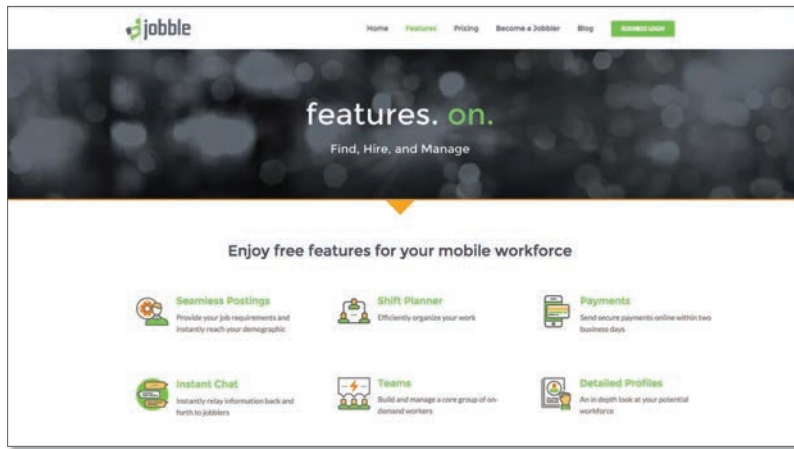 jobble
Home Features Pricing Become a Jobbler Blog BUSINESS LOGIN
features. on.
Find, Hire, and Manage
Enjoy free features for your mobile workforce
Seamless Postings
Provide your job requirements and
instantly reach your demographic
Shift Planner
Efficiently organize your work
Payments
Send secure payments online within two
business days
Instant Chat
Instantly relay information back and
forth to jobblers
Teams
Build and manage a core group of on-
demand workers
Detailed Profiles
An in depth look at your potential
workforce